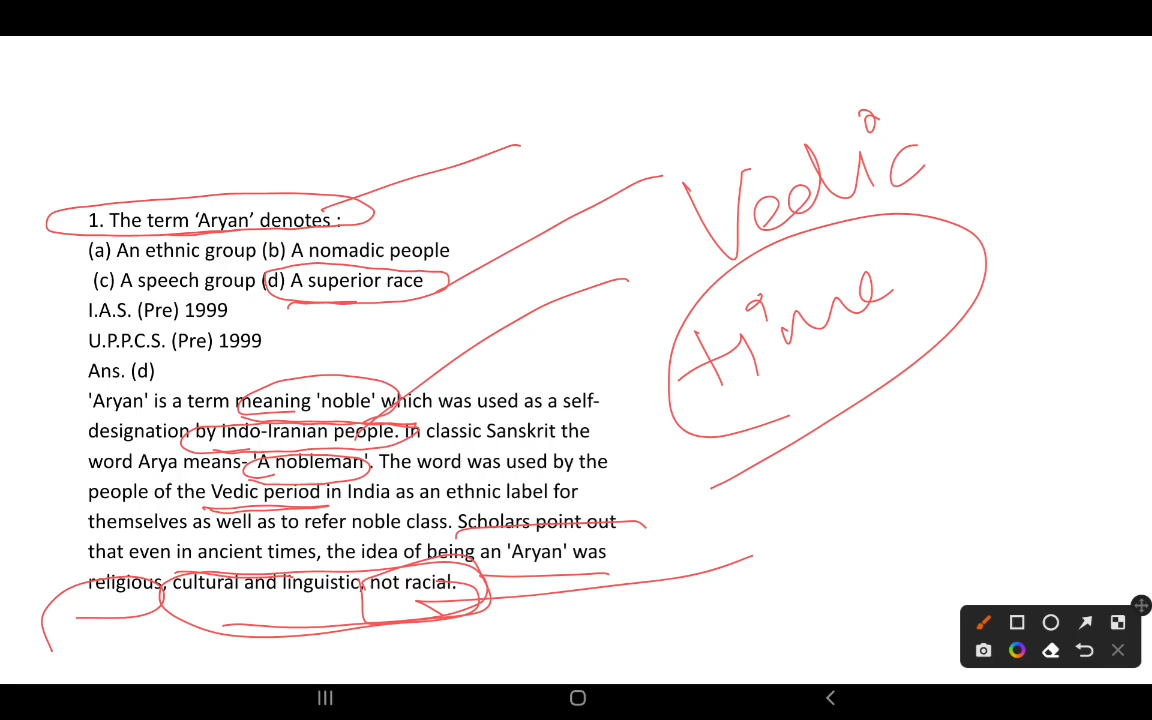 Vedic
time
1. The term ‘Aryan’ denotes :
(a) An ethnic group (b) A nomadic people
(c) A speech group (d) A superior race
I.A.S. (Pre) 1999
U.P.P.C.S. (Pre) 1999
Ans. (d)
'Aryan' is a term meaning 'noble' which was used as a self-
designation by Indo-Iranian people. In classic Sanskrit the
word Arya means- 'A nobleman'. The word was used by the
people of the Vedic period in India as an ethnic label for
themselves as well as to refer noble class. Scholars point out
that even in ancient times, the idea of being an 'Aryan' was
religious, cultural and linguistic, not racial.